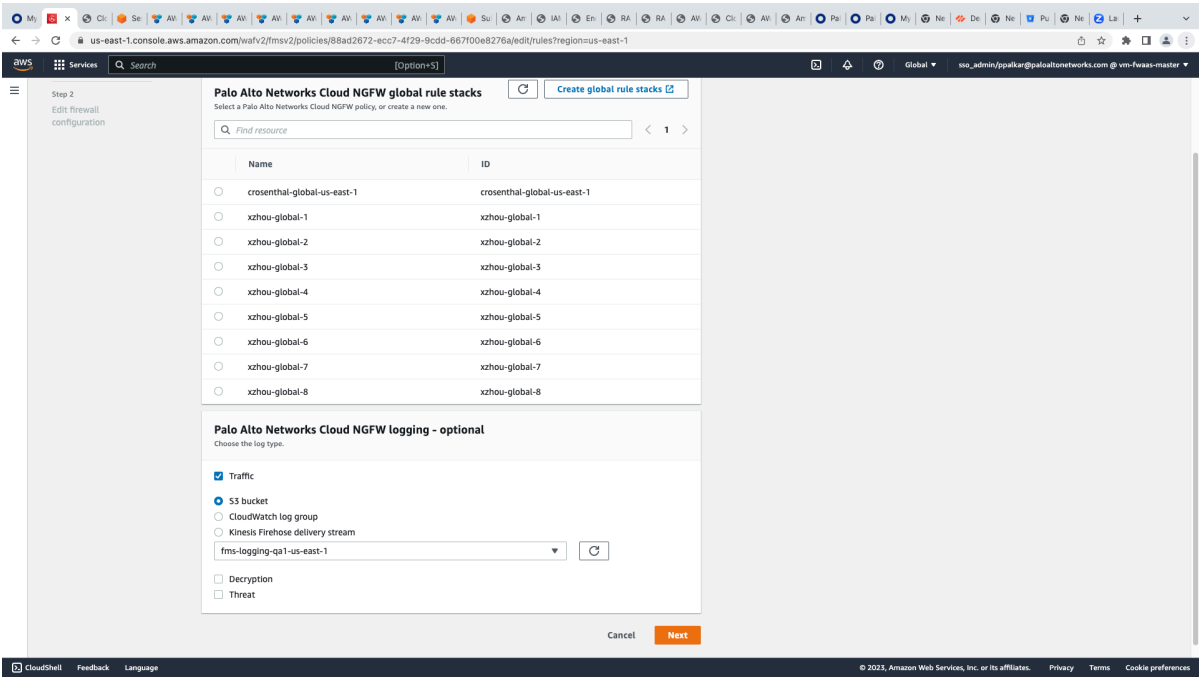 us-east-1.console.aws.amazon.com/wafv2/fmsv2/policies/88ad2672-ecc7-4f29-9cdd-667f00e8276a/edit/rules?region=us-east-1
aws
Services
Search
[Option+S]
Global
sso_admin/ppalkar@paloaltonetworks.com @ vm-fwaas-master
Step 2
Edit firewall
configuration
Palo Alto Networks Cloud NGFW global rule stacks
Create global rule stacks
Select a Palo Alto Networks Cloud NGFW policy, or create a new one.
Find resource
1
Name ID
crosenthal-global-us-east-1 crosenthal-global-us-east-1
xzhou-global-1 xzhou-global-1
xzhou-global-2 xzhou-global-2
xzhou-global-3 xzhou-global-3
xzhou-global-4 xzhou-global-4
xzhou-global-5 xzhou-global-5
xzhou-global-6 xzhou-global-6
xzhou-global-7 xzhou-global-7
xzhou-global-8 xzhou-global-8
Palo Alto Networks Cloud NGFW logging - optional
Choose the log type.
Traffic
S3 bucket
CloudWatch log group
Kinesis Firehose delivery stream
fms-logging-qa1-us-east-1
Decryption
Threat
Cancel Next
CloudShell Feedback Language © 2023, Amazon Web Services, Inc. or its affiliates. Privacy Terms Cookie preferences